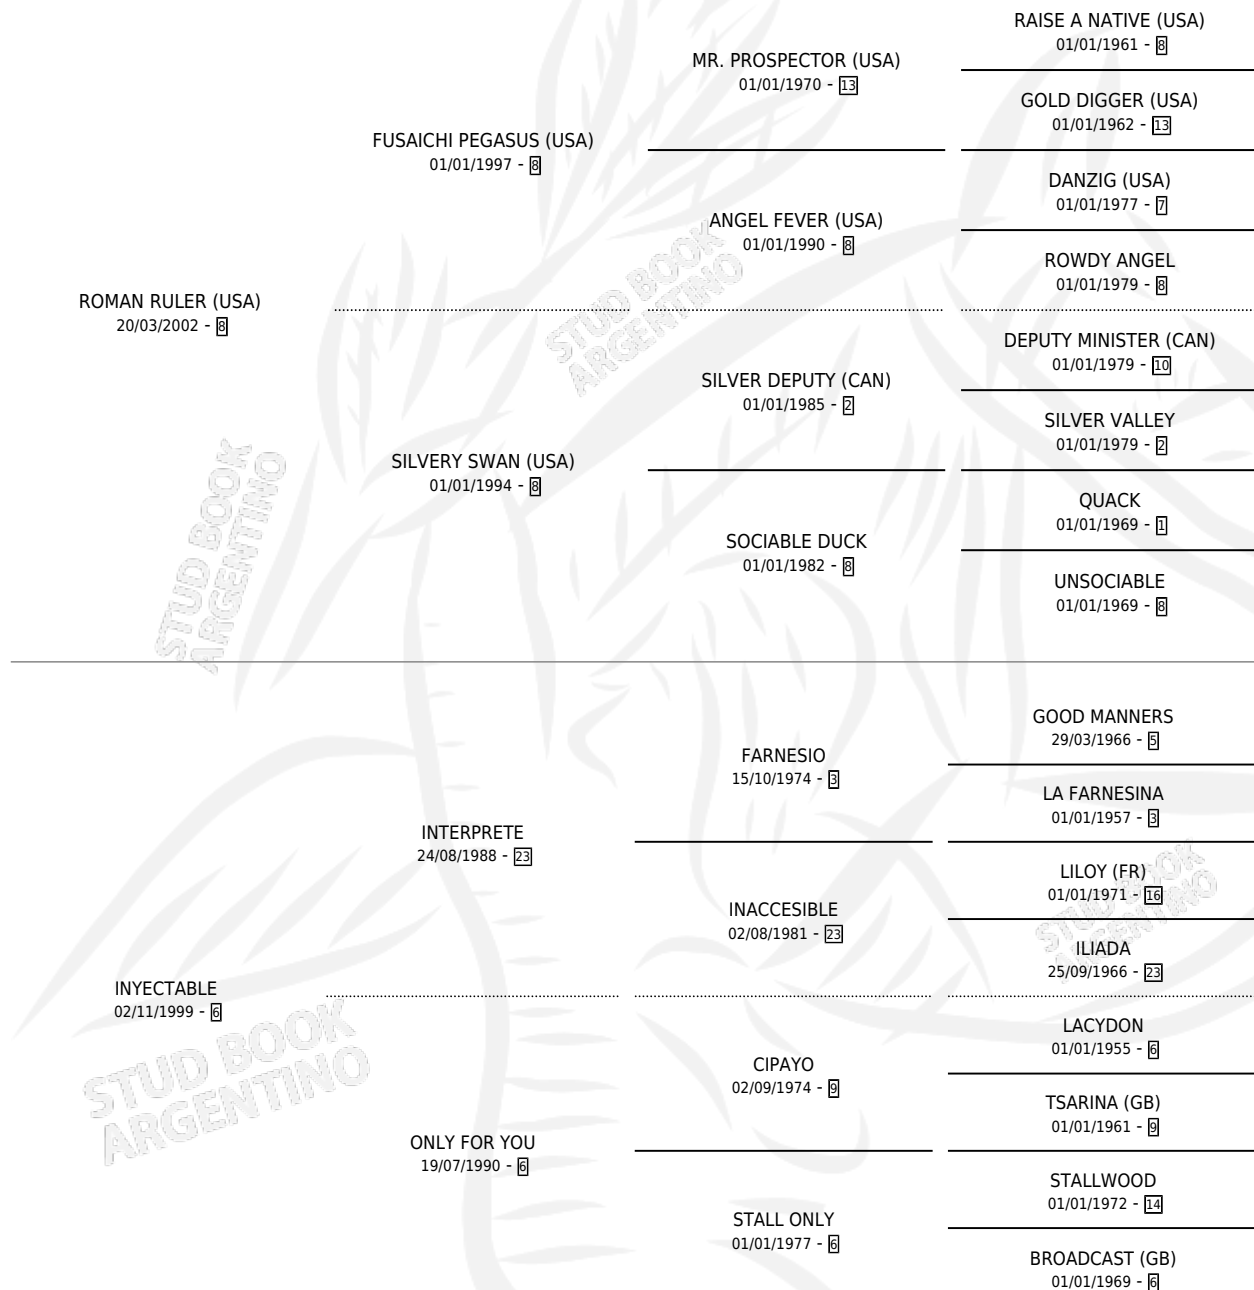 RAISE A NATIVE (USA)
01/01/1961 - 8
MR. PROSPECTOR (USA)
01/01/1970 - 13
GOLD DIGGER (USA)
01/01/1962 - 13
FUSAICHI PEGASUS (USA)
01/01/1997 - 8
DANZIG (USA)
01/01/1977 - 7
ANGEL FEVER (USA)
01/01/1990 - 8
ROWDY ANGEL
01/01/1979 - 8
ROMAN RULER (USA)
20/03/2002 - 8
DEPUTY MINISTER (CAN)
01/01/1979 - 10
SILVER DEPUTY (CAN)
01/01/1985 - 2
SILVER VALLEY
01/01/1979 - 2
SILVERY SWAN (USA)
01/01/1994 - 8
QUACK
01/01/1969 - 1
SOCIABLE DUCK
01/01/1982 - 8
UNSOCIABLE
01/01/1969 - 8
GOOD MANNERS
29/03/1966 - 5
FARNESIO
15/10/1974 - 3
LA FARNESINA
01/01/1957 - 3
INTERPRETE
24/08/1988 - 23
LILOY (FR)
01/01/1971 - 16
INACCESIBLE
02/08/1981 - 23
ILIADA
25/09/1966 - 23
INYECTABLE
02/11/1999 - 6
LACYDON
01/01/1955 - 6
CIPAYO
02/09/1974 - 9
TSARINA (GB)
01/01/1961 - 9
ONLY FOR YOU
19/07/1990 - 6
STALLWOOD
01/01/1972 - 14
STALL ONLY
01/01/1977 - 6
BROADCAST (GB)
01/01/1969 - 6
STUD BOOK
ARGENTINO
STUD BOOK
ARGENTINO
STUD BOOK
ARGENTINO
STUD BOOK
ARGENTINO